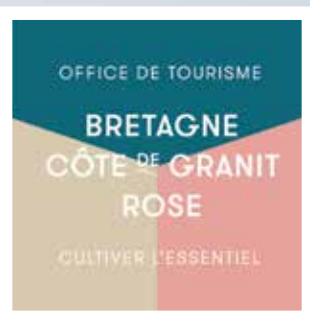 OFFICE DE TOURISME
BRETAGNE
CÔTE DE GRANIT
ROSE
CULTIVER L'ESSENTIEL